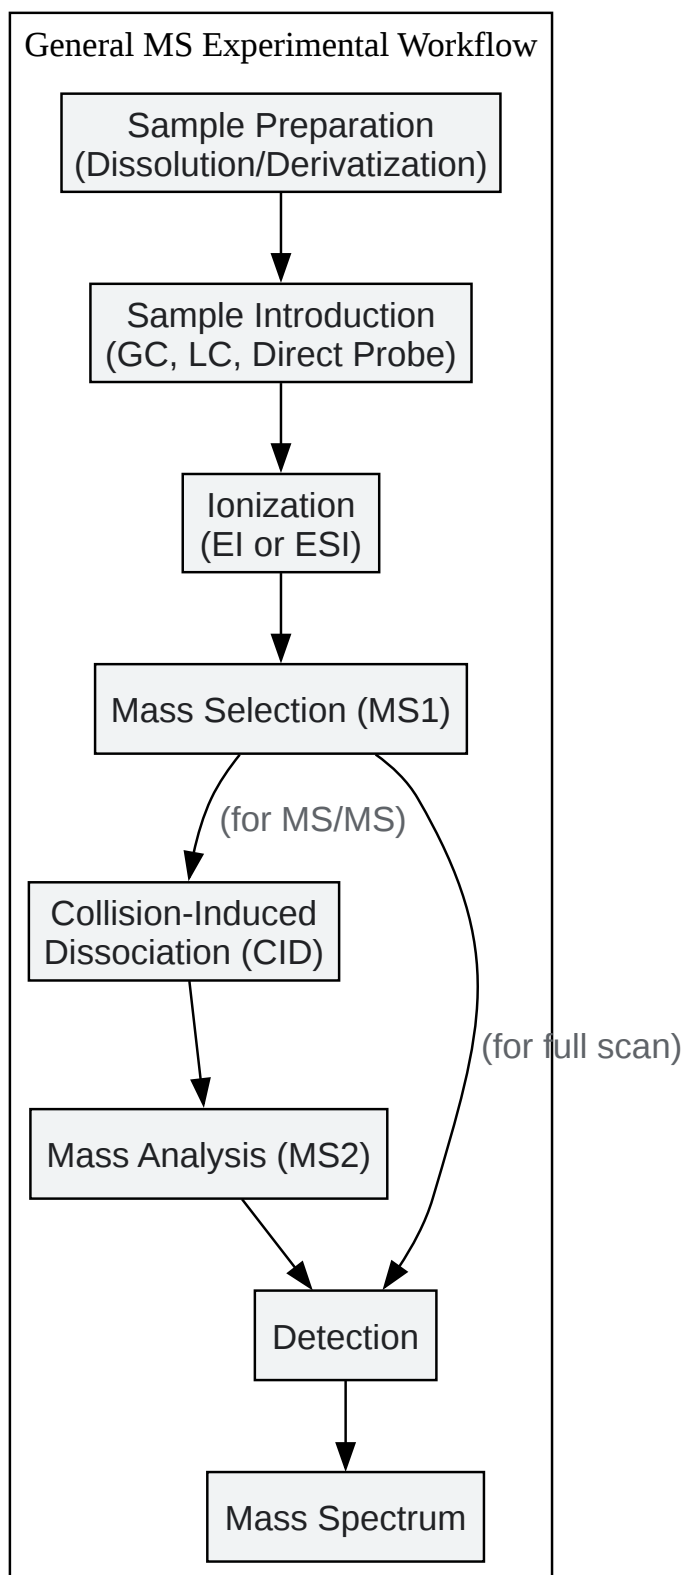 General MS Experimental Workflow
Sample Preparation
(Dissolution/Derivatization)
Sample Introduction
(GC, LC, Direct Probe)
Ionization
(EI or ESI)
Mass Selection (MS1)
(for MS/MS)
Collision-Induced
Dissociation (CID)
(for full scan)
Mass Analysis (MS2)
Detection
Mass Spectrum